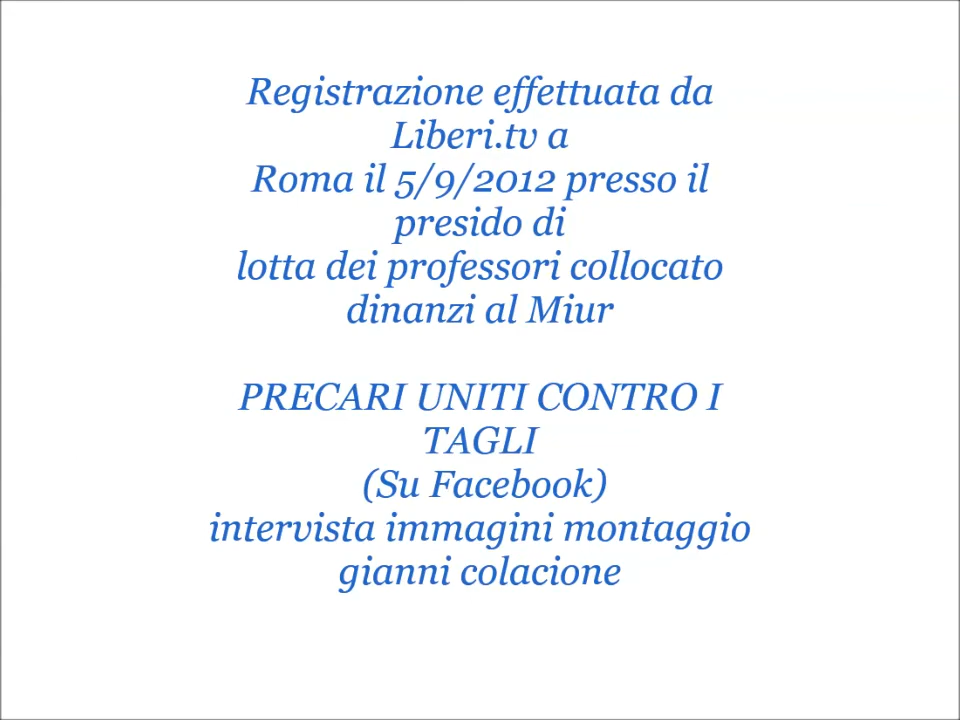 Registrazione effettuata da
Liberi.tv a
Roma il 5/9/2012 presso il
presido di
lotta dei professori collocato
dinanzi al Miur
PRECARI UNITI CONTRO I
TAGLI
(Su Facebook)
intervista immagini montaggio
gianni colacione